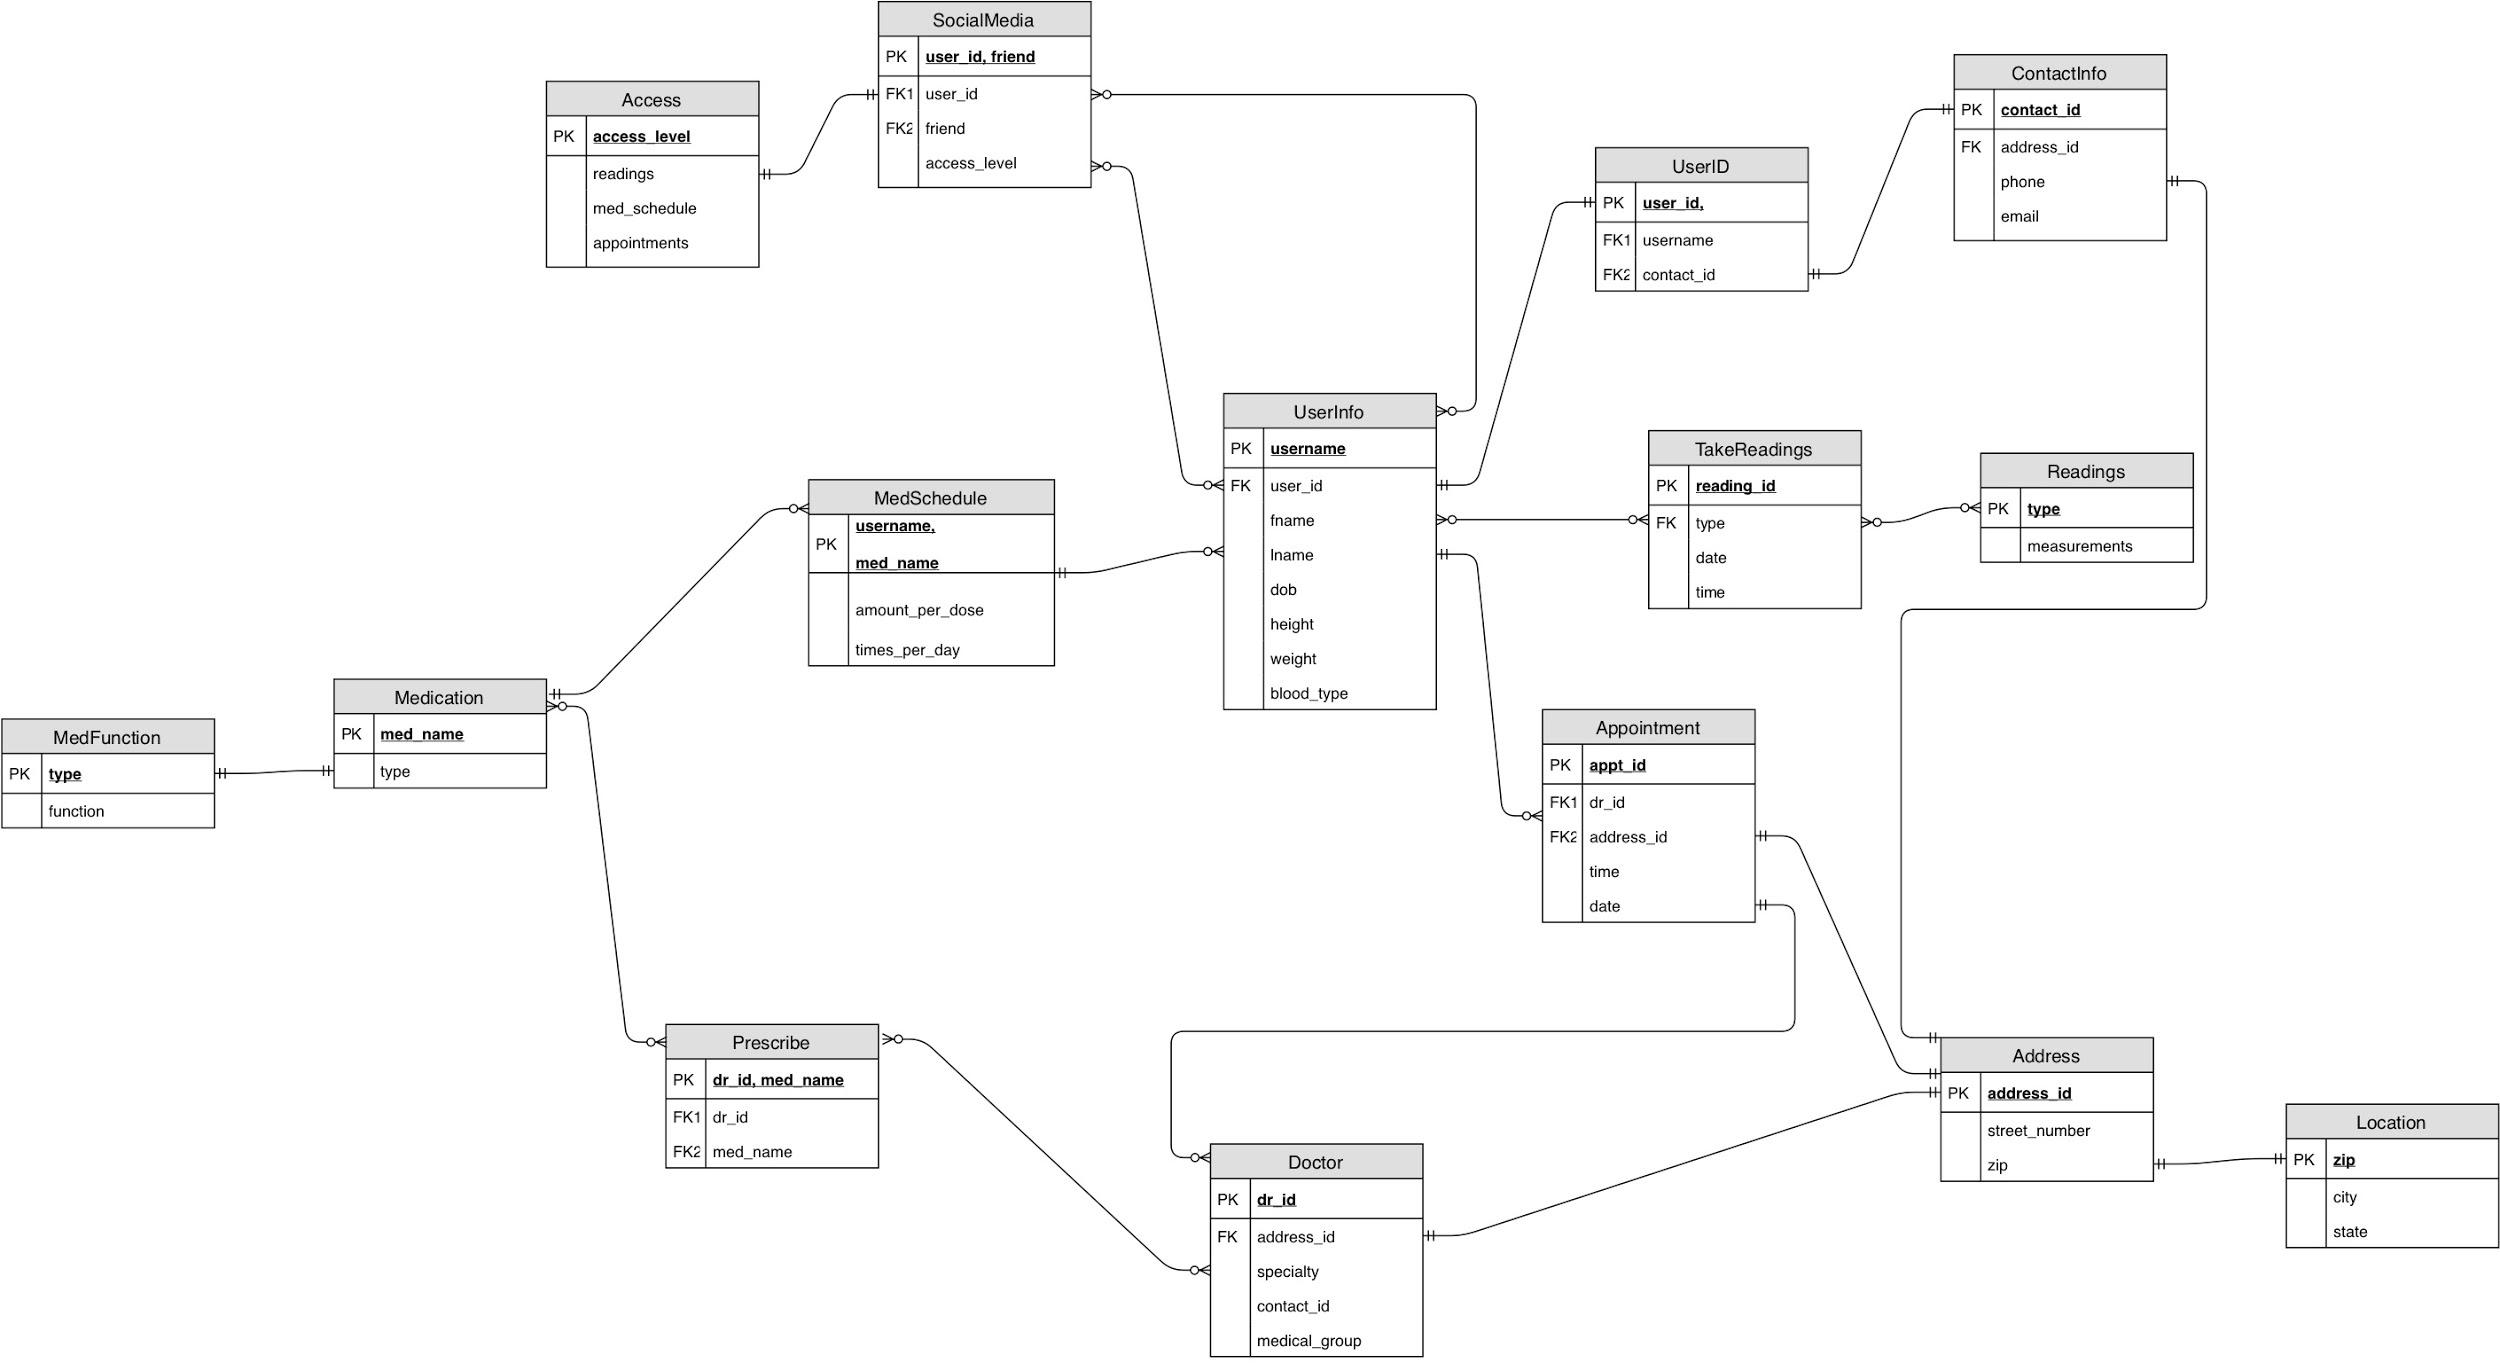 SocialMedia
PK user_id, friend
FK1 user_id
FK2 friend
access_level
Access
PK access_level
readings
med_schedule
appointments
ContactInfo
PK contact_id
FK address_id
phone
email
UserID
PK user_id,
FK1 username
FK2 contact_id
UserInfo
PK username
FK user_id
fname
lname
dob
height
weight
blood_type
TakeReadings
PK reading_id
FK type
date
time
Readings
PK type
measurements
MedSchedule
username,
PK
med_name
amount_per_dose
times_per_day
Medication
PK med_name
type
MedFunction
PK type
function
Appointment
PK appt_id
FK1 dr_id
FK2 address_id
time
date
Prescribe
PK dr_id, med_name
FK1 dr_id
FK2 med_name
Doctor
PK dr_id
FK address_id
specialty
contact_id
medical_group
Address
PK address_id
street_number
zip
Location
PK zip
city
state